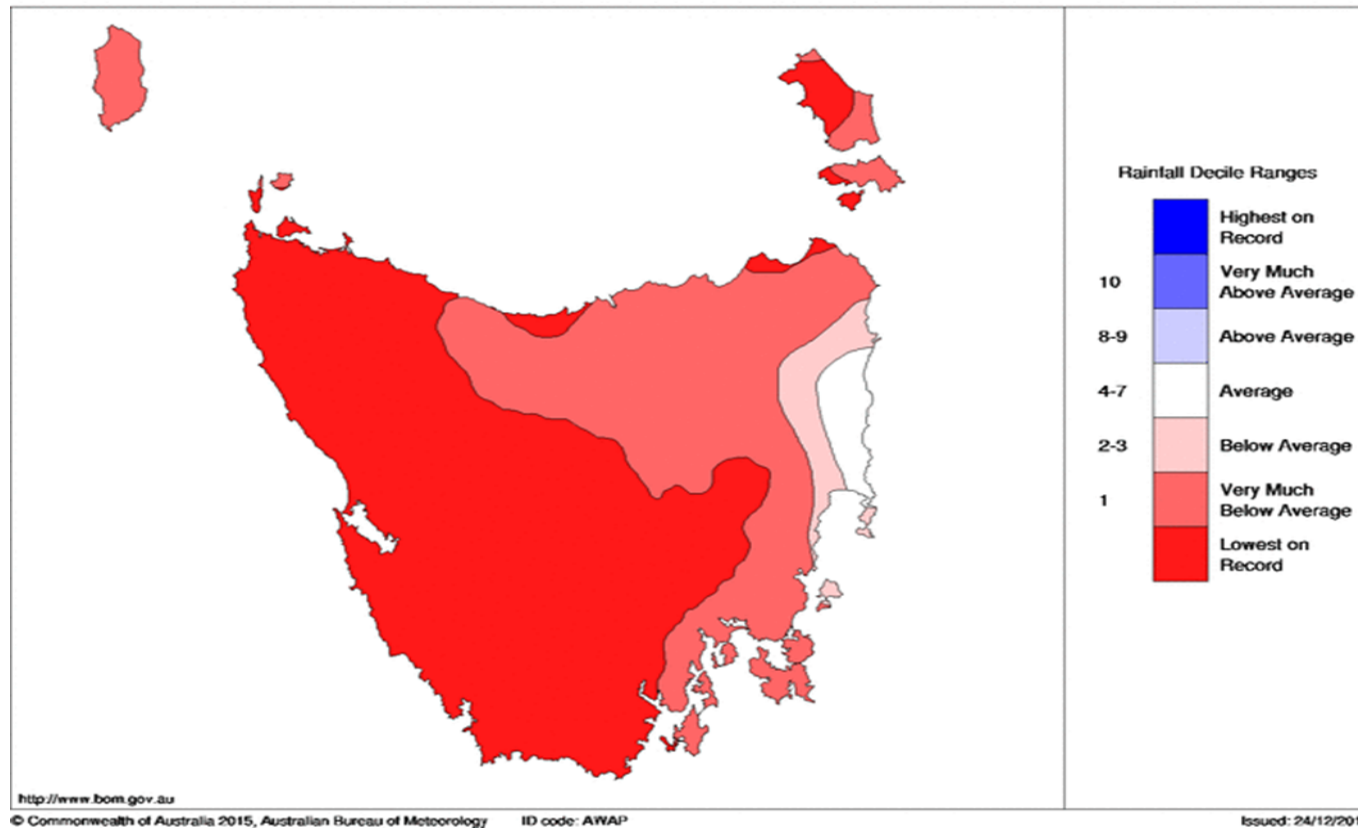 Rainfall Decile Ranges
Highest on
Record
10 Very Much
Above Average
8-9 Above Average
4-7 Average
2-3 Below Average
1 Very Much
Below Average
Lowest on
Record
http://www.bom.gov.au
© Commonwealth of Australia 2015, Australian Bureau of Meteorology ID code: AWAP Issued: 24/12/201